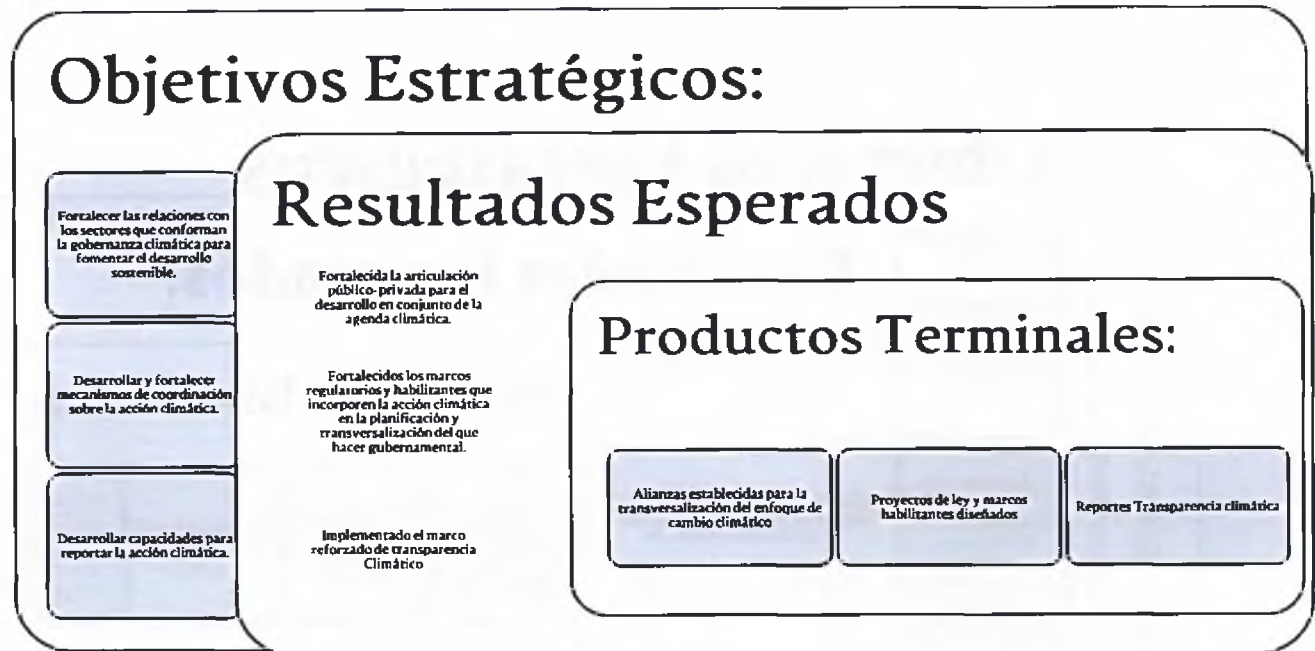 Objetivos Estratégicos:
Fortalecer las relaciones con
los sectores que conforman
la gobernanza climática para
fomentar el desarrollo
sostenible.
Desarrollar y fortalecer
mecanismos de coordinación
sobre la acción climática.
Desarrollar capacidades para
reportar la acción climática.
Resultados Esperados
Fortalecida la articulación
público-privada para el
desarrollo en conjunto de la
agenda climática.
Fortalecidos los marcos
regulatorios y habilitantes que
incorporen la acción climática
en la planificación y
transversalización del que
hacer gubernamental.
Implementado el marco
reforzado de transparencia
Climático
Productos Terminales:
Alianzas establecidas para la
transversalización del enfoque de
cambio climático
Proyectos de ley y marcos
habilitantes diseñados
Reportes Transparencia climática